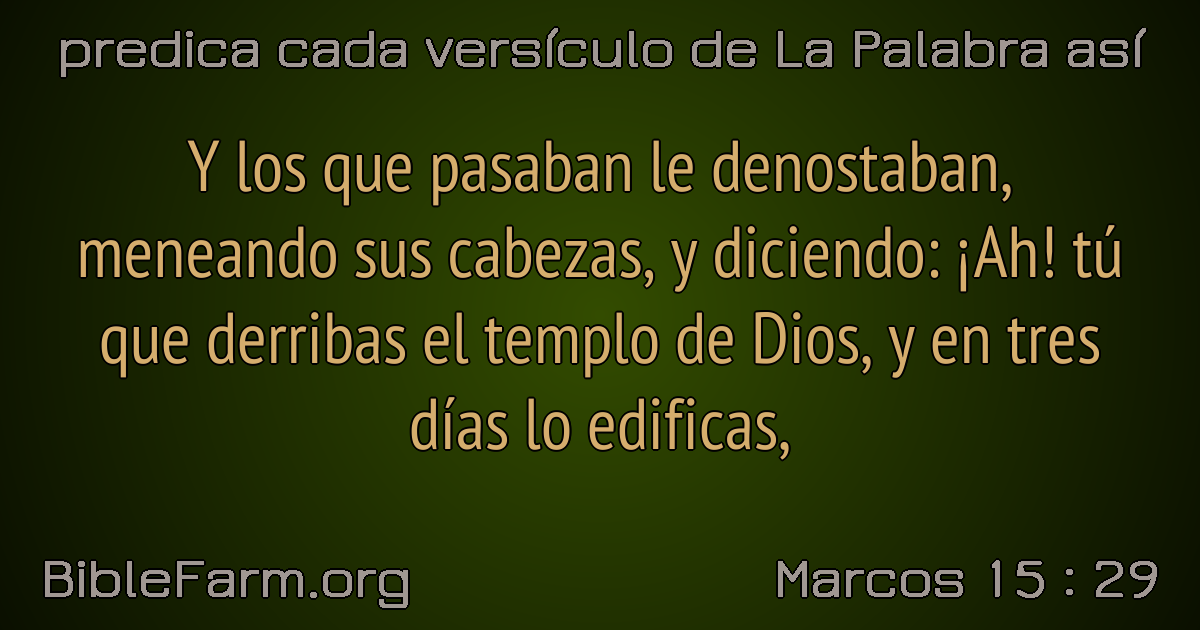 predica cada versículo de La Palabra así
Y los que pasaban le denostaban,
meneando sus cabezas, y diciendo: ¡Ah! tú
que derribas el templo de Dios, y en tres
días lo edificas,
BibleFarm.org
Marcos 15 : 29